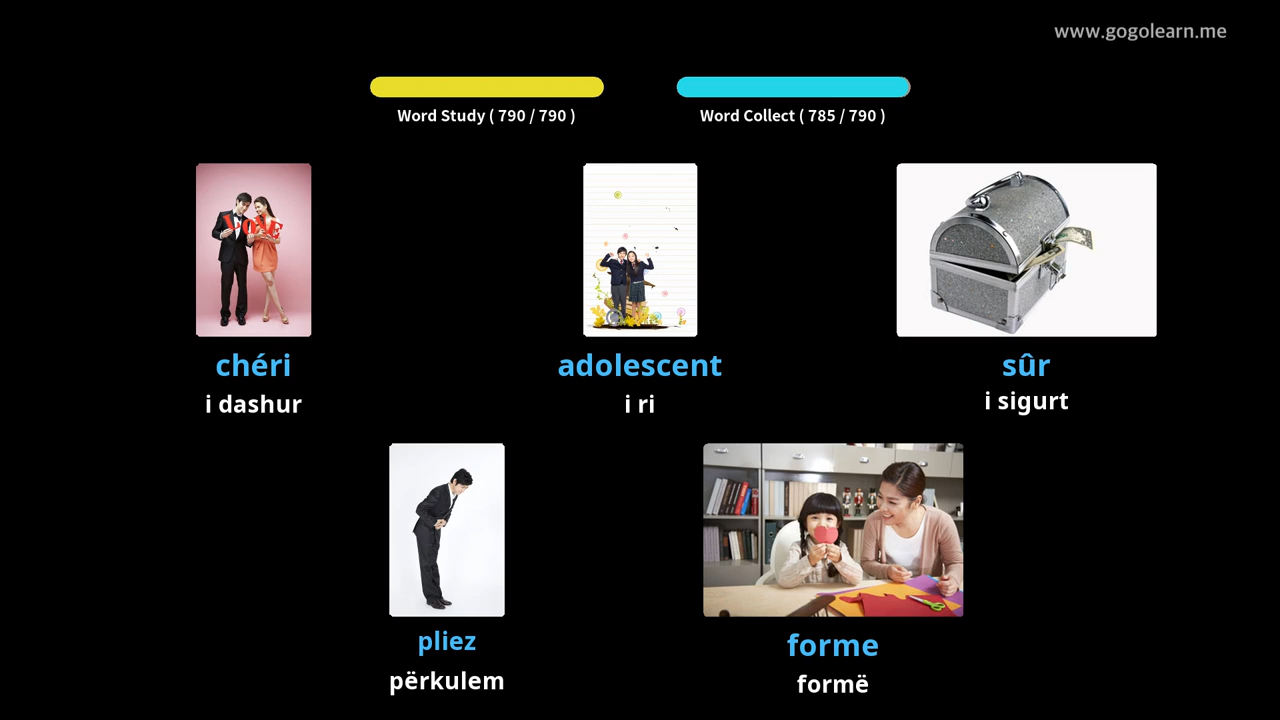 www.gogolearn.me
Word Study ( 790 / 790 )
Word Collect ( 785 / 790 )
LOVE
chéri
i dashur
adolescent
i ri
sûr
i sigurt
pliez
përkulem
forme
formë